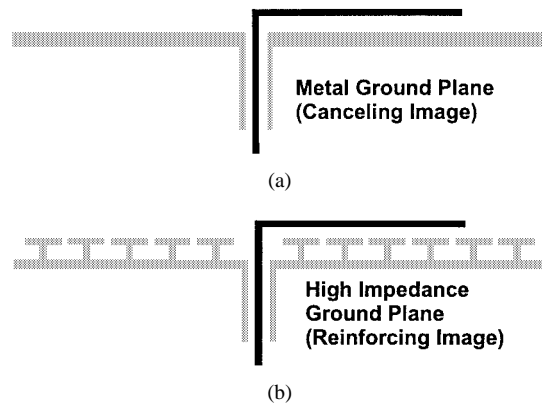 Metal Ground Plane
(Canceling Image)
(a)
High Impedance
Ground Plane
(Reinforcing Image)
(b)